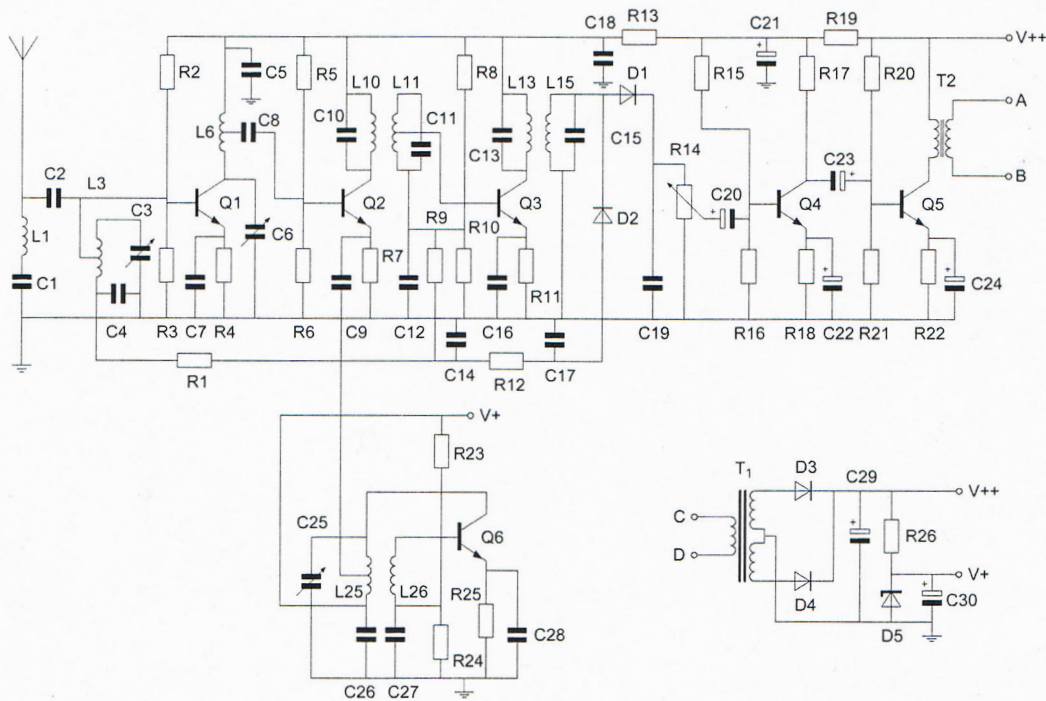 C18 R13 C21 R19
V++
R2 C5 R5 L10 L11 R8 L13 L15 D1 R15 R17 R20 T2
A
C8 C10 C11 C15
L6 C13 R14 C23
C2 L3 B
C20
Q1 Q2 Q3 Q4 Q5
C3 R9 R10 D2
L1 C6 R7
C1 R11 C24
C4 R3 C7 R4 R6 C9 C12 C16 C19 R16 R18 C22 R21 R22
C14 C17
R1 R12
V+
R23
D3
T1 C29
V++
C25 C
Q6 R26
D
V+
L25 L26 R25 D4 C30
C28 D5
R24
C26 C27